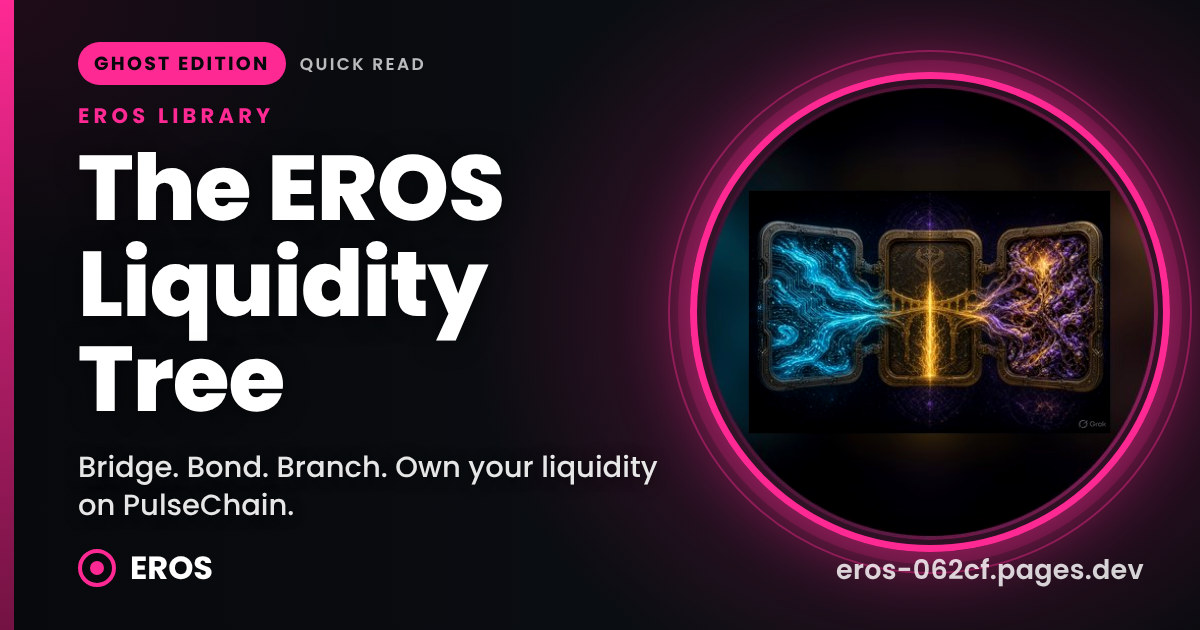 GHOST EDITION QUICK READ
EROS LIBRARY
The EROS
Liquidity
Tree
Bridge. Bond. Branch. Own your liquidity
on PulseChain.
EROS
eros-062cf.pages.dev
Grok